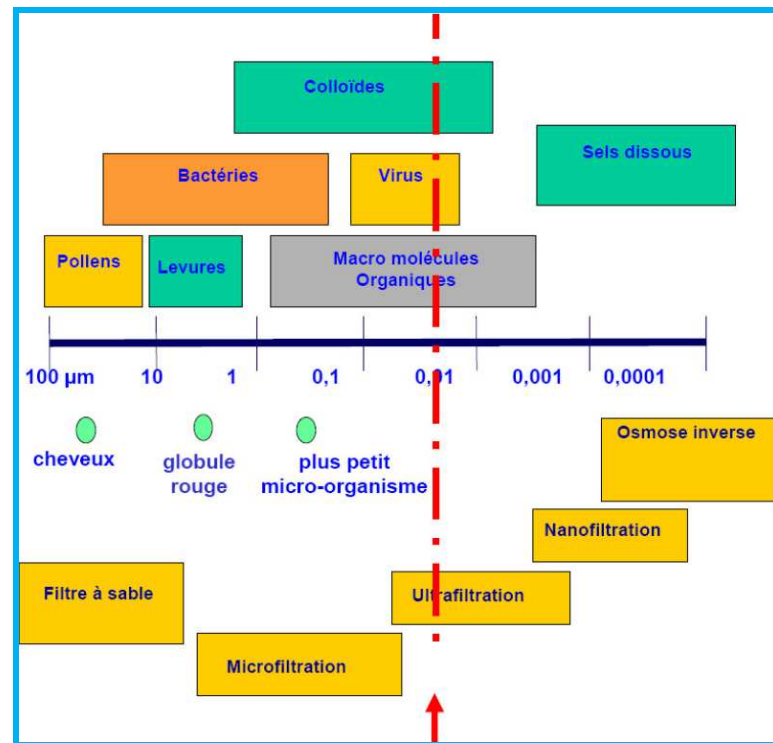 Colloïdes
Sels dissous
Bactéries
Virus
Pollens
Levures
Macro molécules
Organiques
100 µm 10 1 0,1 0,01 0,001 0,0001
cheveux
globule
rouge
plus petit
micro-organisme
Osmose inverse
Nanofiltration
Filtre à sable
Ultrafiltration
Microfiltration